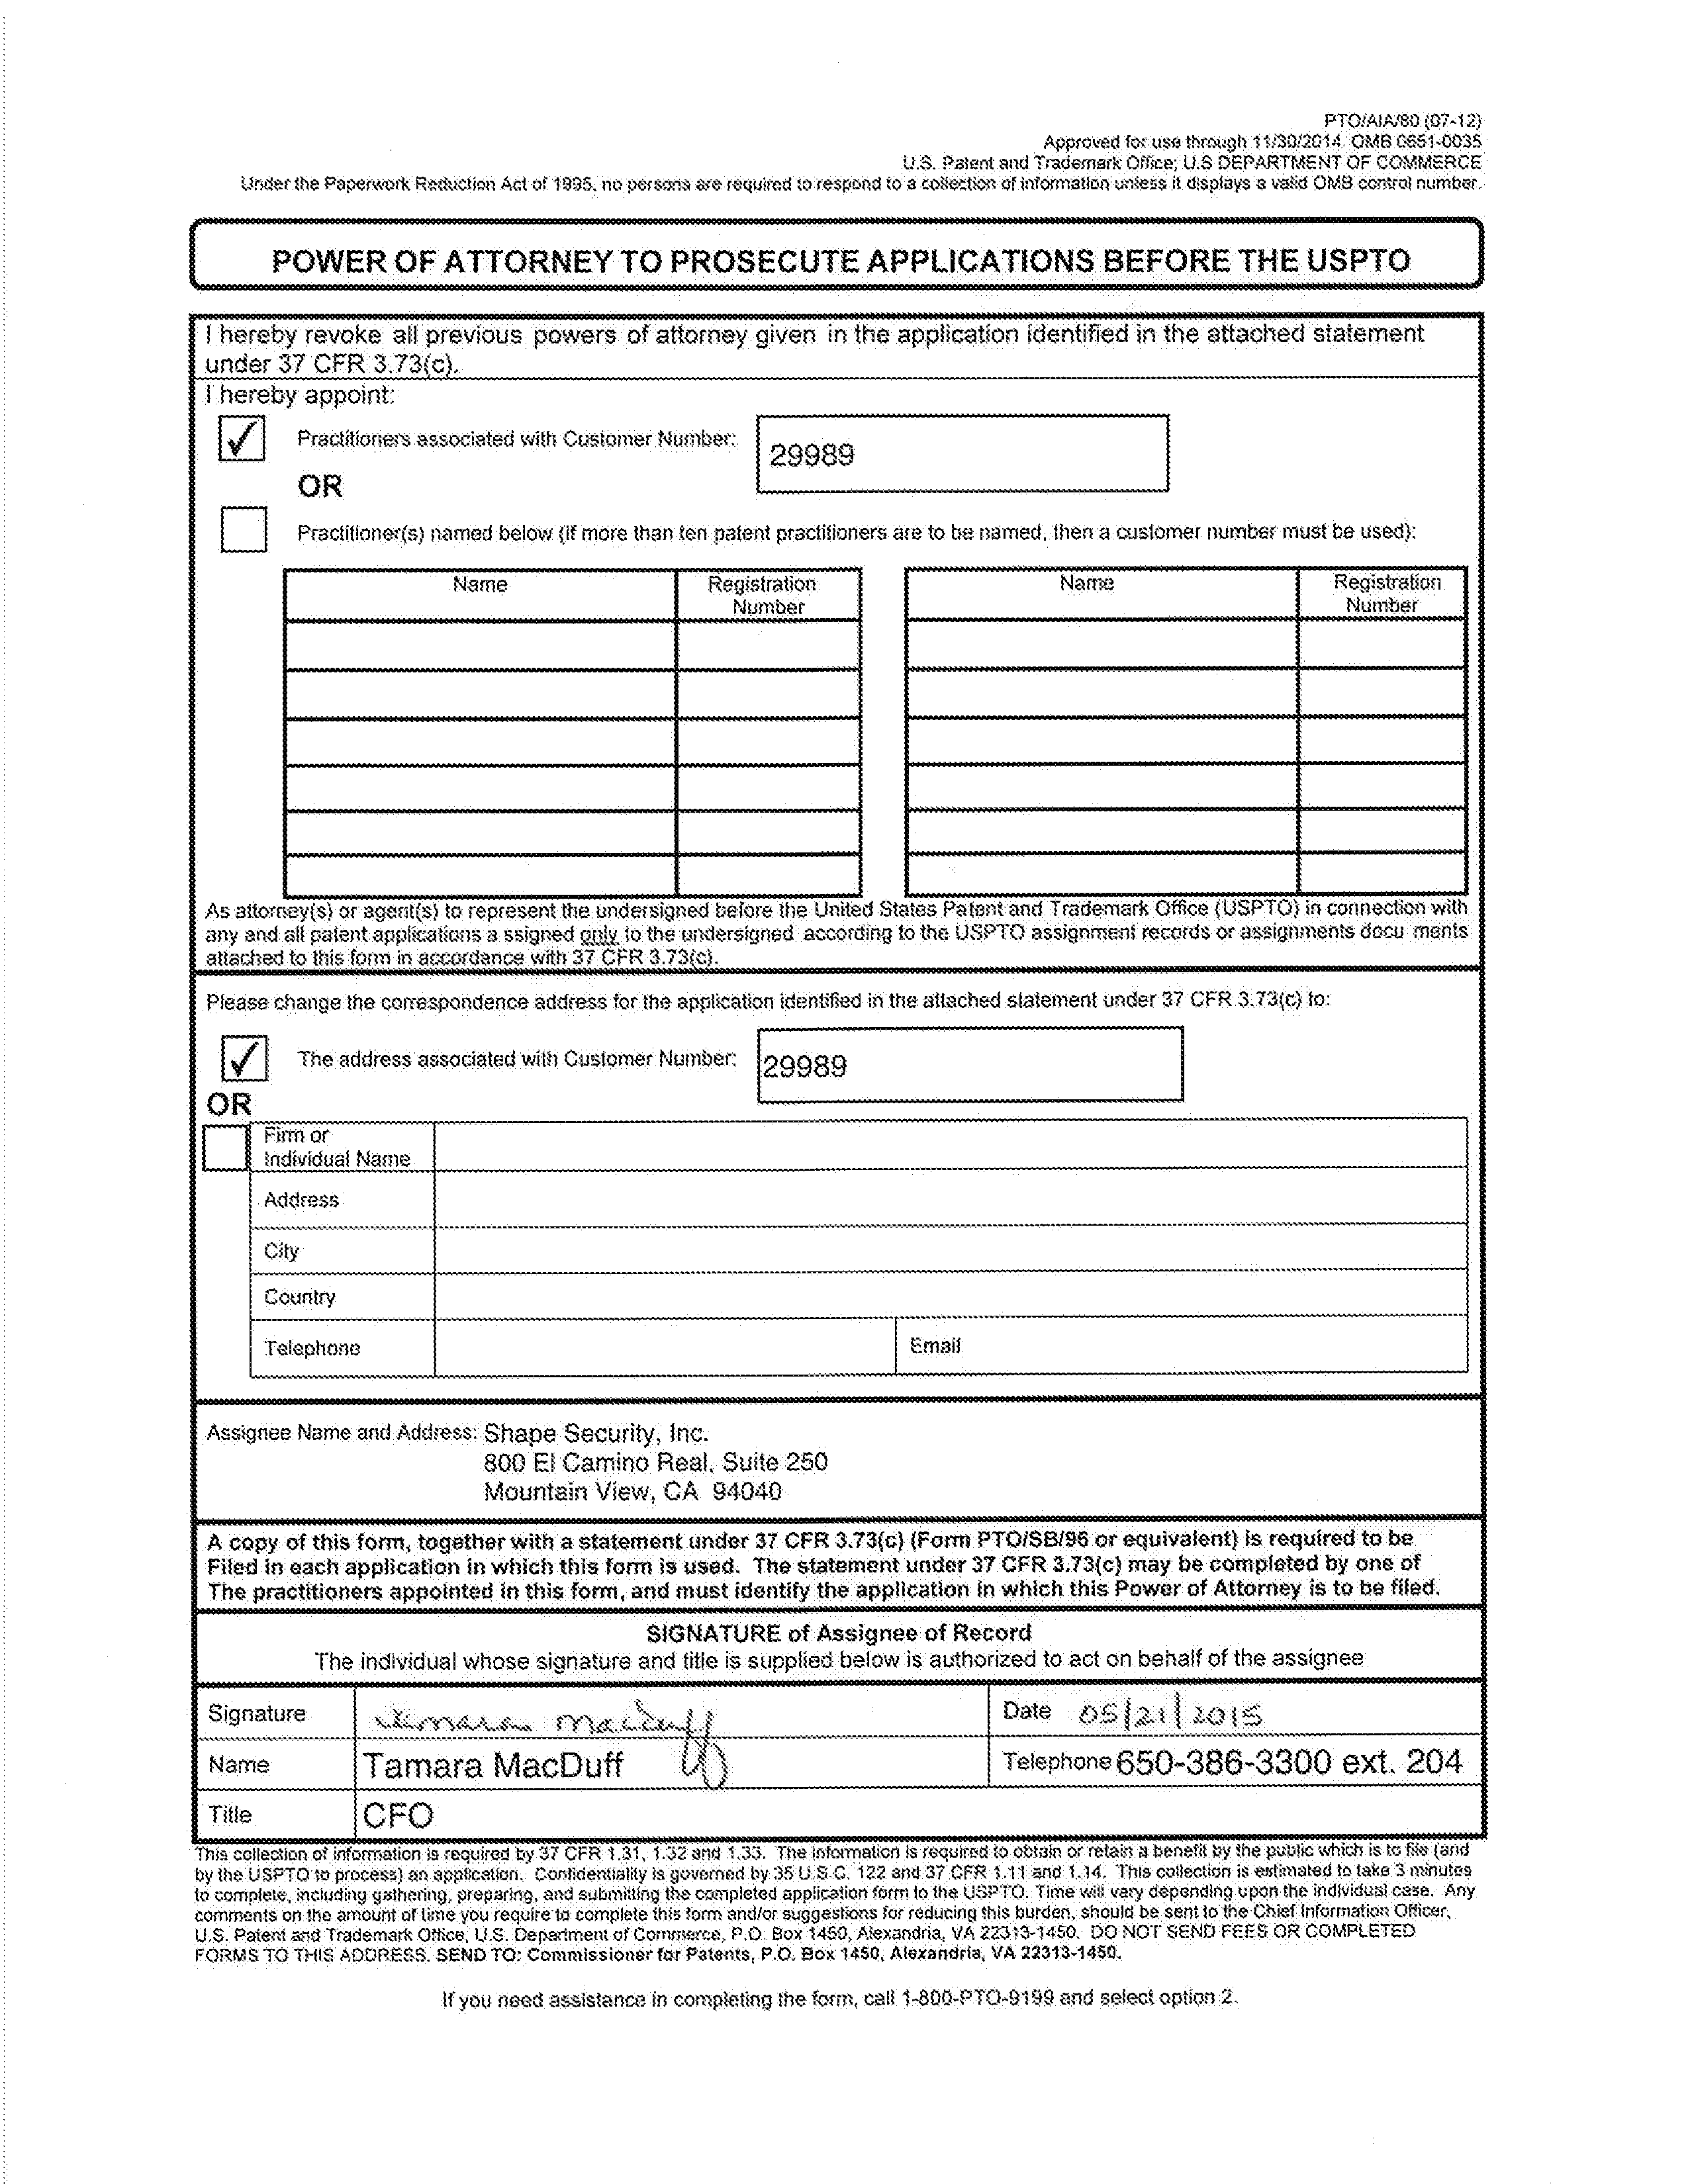 PTO/AIA/80 (07-12)
Approved for use through 11/30/2014. OMB 0651-0035
U.S. Patent and Trademark Office; U.S DEPARTMENT OF COMMERCE
Under the Paperwork Reduction Act of 1995, no persons are required to respond to a collection of information unless it displays a valid OMB control number.
POWER OF ATTORNEY TO PROSECUTE APPLICATIONS BEFORE THE USPTO
I hereby revoke all previous powers of attorney given in the application identified in the attached statement
under 37 CFR 3.73(c).
I hereby appoint:
Practitioners associated with Customer Number: 29989
OR
Practitioner(s) named below (if more than ten patent practitioners are to be named, then a customer number must be used):
Name Registration Number Name Registration Number
As attorney(s) or agent(s) to represent the undersigned before the United States Patent and Trademark Office (USPTO) in connection with
any and all patent applications a ssigned only to the undersigned according to the USPTO assignment records or assignments docu ments
attached to this form in accordance with 37 CFR 3.73(c).
Please change the correspondence address for the application identified in the attached statement under 37 CFR 3.73(c) to:
The address associated with Customer Number: 29989
OR
Firm or
Individual Name
Address
City
Country
Telephone Email
Assignee Name and Address: Shape Security, Inc.
800 El Camino Real, Suite 250
Mountain View, CA 94040
A copy of this form, together with a statement under 37 CFR 3.73(c) (Form PTO/SB/96 or equivalent) is required to be
Filed in each application in which this form is used. The statement under 37 CFR 3.73(c) may be completed by one of
The practitioners appointed in this form, and must identify the application in which this Power of Attorney is to be filed.
SIGNATURE of Assignee of Record
The individual whose signature and title is supplied below is authorized to act on behalf of the assignee
Signature Tamara MacDuff Date 05/21/2015
Name Tamara MacDuff Telephone 650-386-3300 ext. 204
Title CFO
This collection of information is required by 37 CFR 1.31, 1.32 and 1.33. The information is required to obtain or retain a benefit by the public which is to file (and
by the USPTO to process) an application. Confidentiality is governed by 35 U.S.C. 122 and 37 CFR 1.11 and 1.14. This collection is estimated to take 3 minutes
to complete, including gathering, preparing, and submitting the completed application form to the USPTO. Time will vary depending upon the individual case. Any
comments on the amount of time you require to complete this form and/or suggestions for reducing this burden, should be sent to the Chief Information Officer,
U.S. Patent and Trademark Office, U.S. Department of Commerce, P.O. Box 1450, Alexandria, VA 22313-1450. DO NOT SEND FEES OR COMPLETED
FORMS TO THIS ADDRESS. SEND TO: Commissioner for Patents, P.O. Box 1450, Alexandria, VA 22313-1450.
If you need assistance in completing the form, call 1-800-PTO-9199 and select option 2.